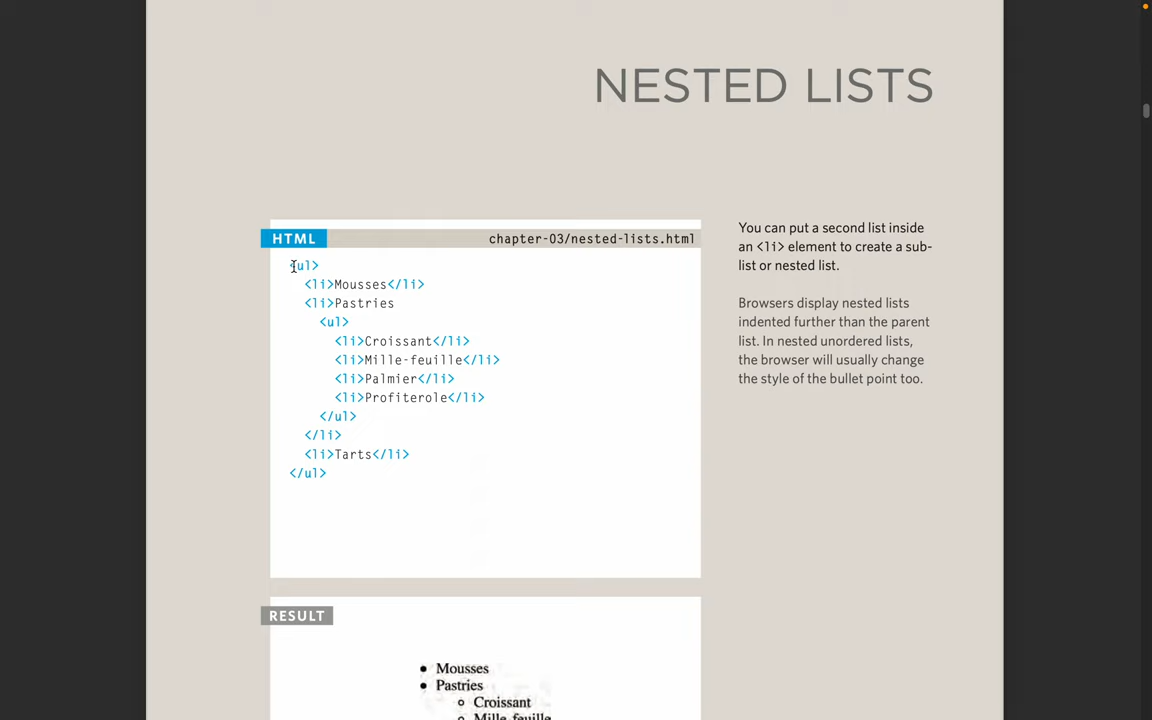 NESTED LISTS
HTML
chapter-03/nested-lists.html
<ul>
<li>Mousses</li>
<li>Pastries
<ul>
<li>Croissant</li>
<li>Mille-feuille</li>
<li>Palmier</li>
<li>Profiterole</li>
</ul>
</li>
<li>Tarts</li>
</ul>
You can put a second list inside
an <li> element to create a sub-
list or nested list.
Browsers display nested lists
indented further than the parent
list. In nested unordered lists,
the browser will usually change
the style of the bullet point too.
RESULT
• Mousses
• Pastries
◦ Croissant
◦ Mille-feuille